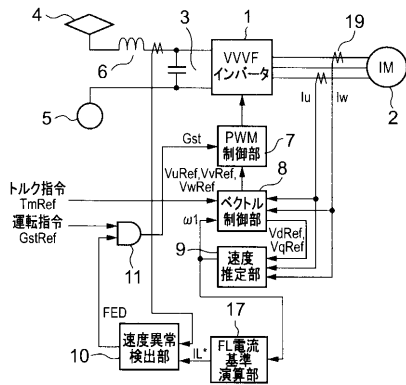 4
3
1
19
VVVF
インバータ
IM
6
2
5
Iu
Iw
Gst
PWM
制御部
7
VuRef,VvRef,
VwRef
8
トルク指令
TmRef
ベクトル
制御部
運転指令
GstRef
ω1
VdRef,
VqRef
11
9
速度
推定部
FED
17
速度異常
検出部
IL*
FL電流
基準
演算部
10